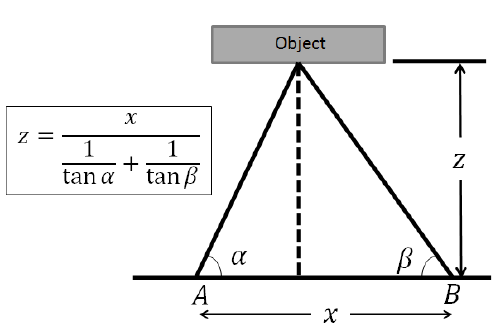 Object
z = x / (1/tan α + 1/tan β)
z
α
β
A
B
x